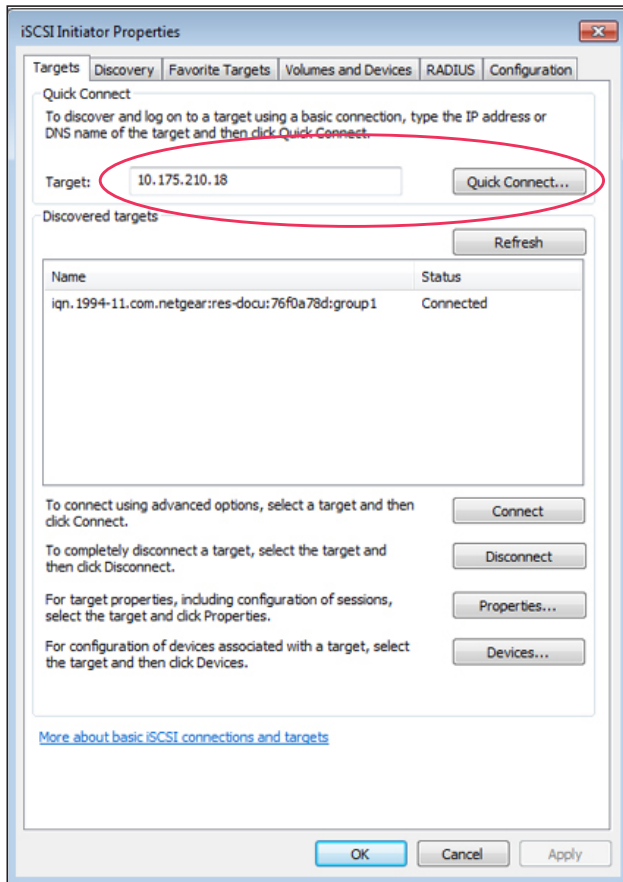 iSCSI Initiator Properties
Targets Discovery Favorite Targets Volumes and Devices RADIUS Configuration
Quick Connect
To discover and log on to a target using a basic connection, type the IP address or
DNS name of the target and then click Quick Connect.
Target: 10.175.210.18 Quick Connect...
Discovered targets
Refresh
Name Status
iqn.1994-11.com.netgear:res-docu:76f0a78d:group1 Connected
To connect using advanced options, select a target and then
click Connect.
Connect
To completely disconnect a target, select the target and
then click Disconnect.
Disconnect
For target properties, including configuration of sessions,
select the target and click Properties.
Properties...
For configuration of devices associated with a target, select
the target and then click Devices.
Devices...
More about basic iSCSI connections and targets
OK Cancel Apply